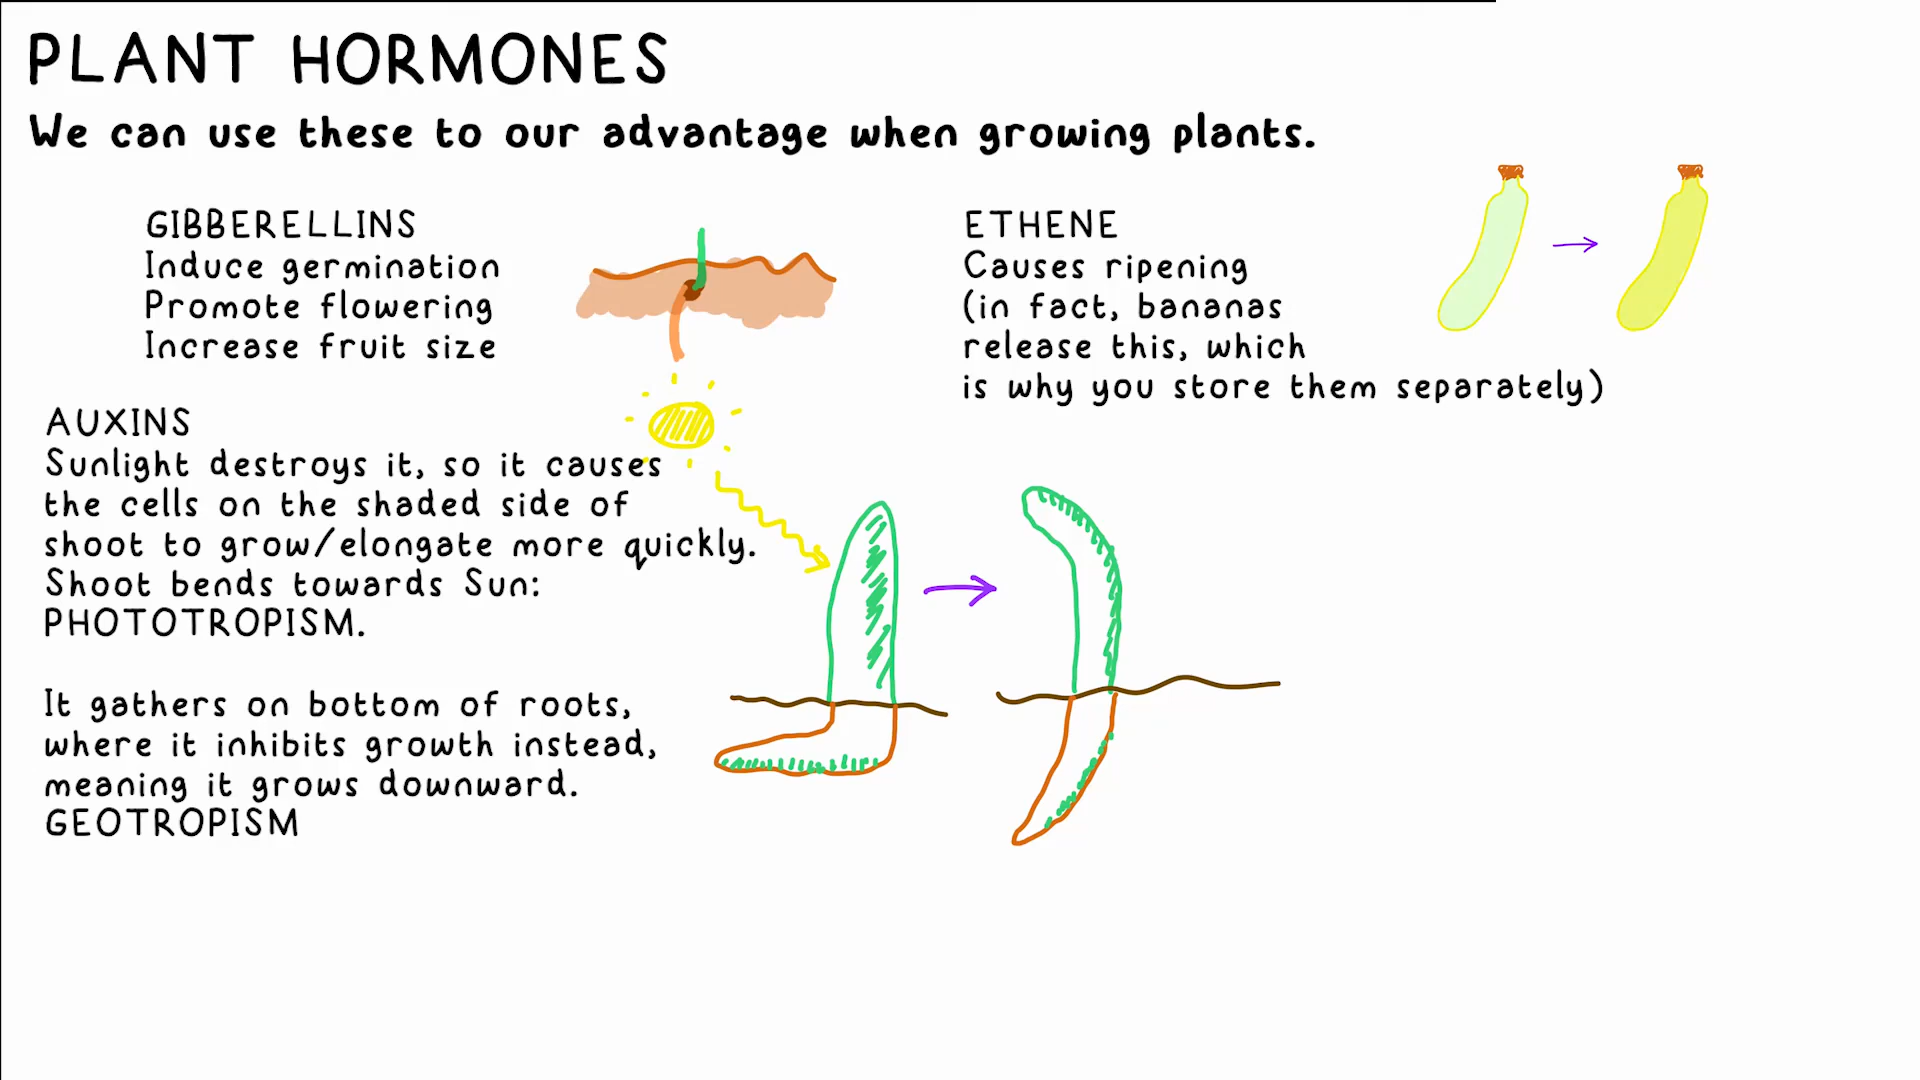 PLANT HORMONES
We can use these to our advantage when growing plants.
GIBBERELLINS
Induce germination
Promote flowering
Increase fruit size
ETHENE
Causes ripening
(in fact, bananas
release this, which
is why you store them separately)
AUXINS
Sunlight destroys it, so it causes
the cells on the shaded side of
shoot to grow/elongate more quickly.
Shoot bends towards Sun:
PHOTOTROPISM.
It gathers on bottom of roots,
where it inhibits growth instead,
meaning it grows downward.
GEOTROPISM